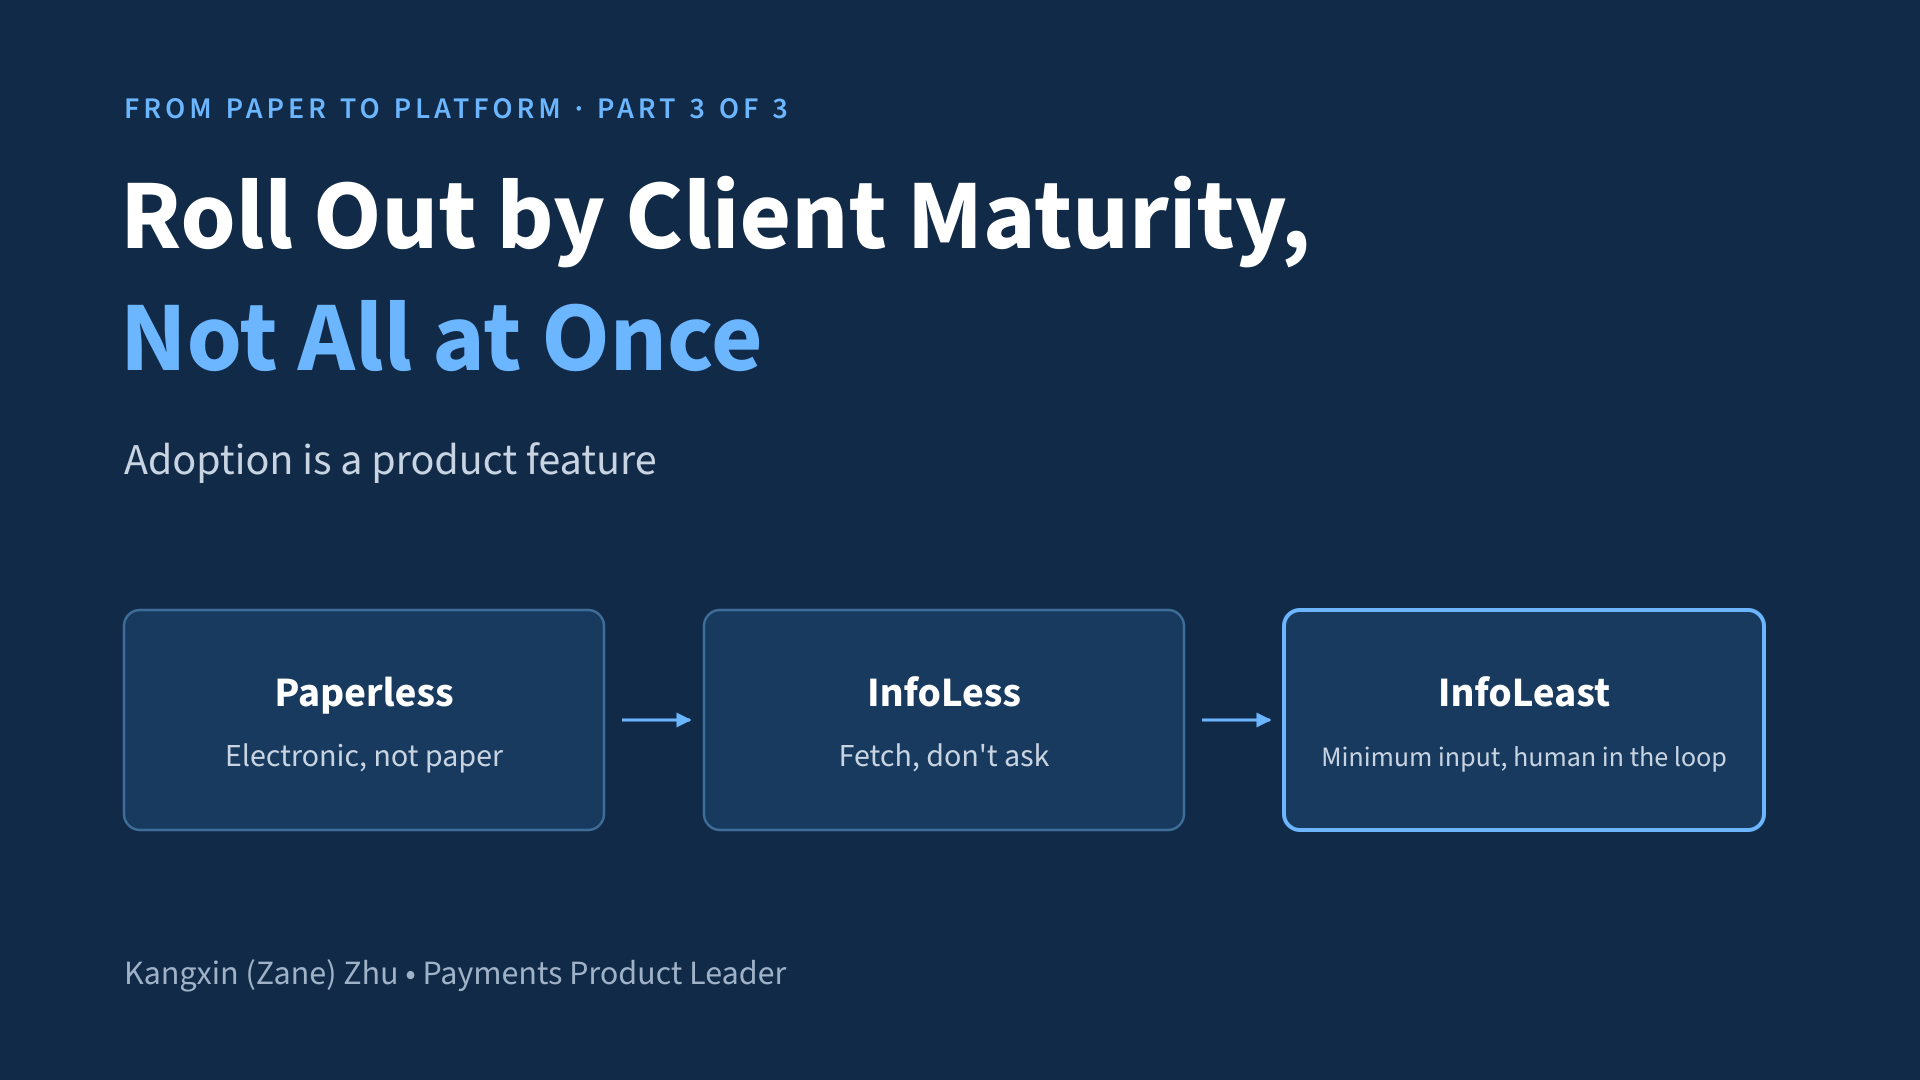 FROM PAPER TO PLATFORM · PART 3 OF 3
Roll Out by Client Maturity,
Not All at Once
Adoption is a product feature
Paperless
Electronic, not paper
InfoLess
Fetch, don't ask
InfoLeast
Minimum input, human in the loop
Kangxin (Zane) Zhu • Payments Product Leader